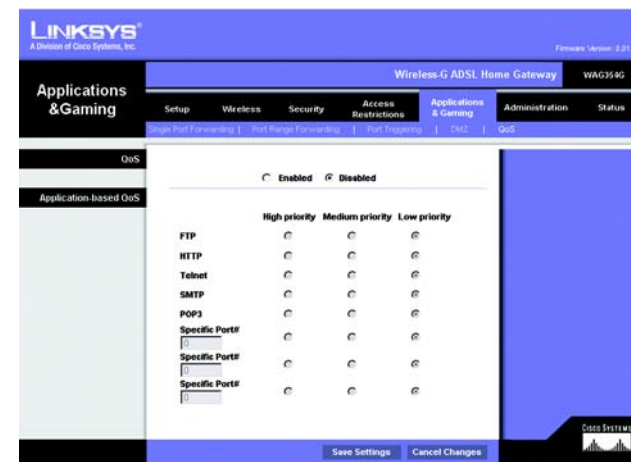 LINKSYS®
A Division of Cisco Systems, Inc.
Firmware Version: 0.01
Wireless-G ADSL Home Gateway WAG354G
Applications &Gaming
Setup Wireless Security Access Restrictions Applications & Gaming Administration Status
Single Port Forwarding | Port Range Forwarding | Port Triggering | DMZ | QoS
QoS
Enabled Disabled
Application-based QoS
High priority Medium priority Low priority
FTP
HTTP
Telnet
SMTP
POP3
Specific Port#
0
Specific Port#
0
Specific Port#
0
Save Settings Cancel Changes
CISCO SYSTEMS